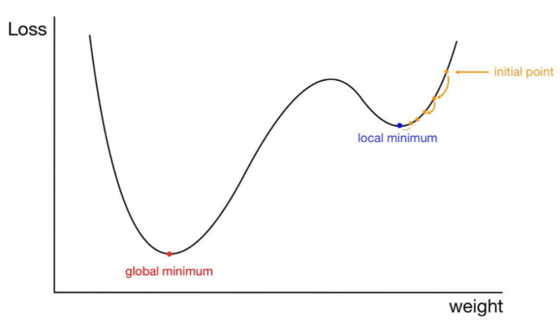 Loss
initial point
local minimum
global minimum
weight